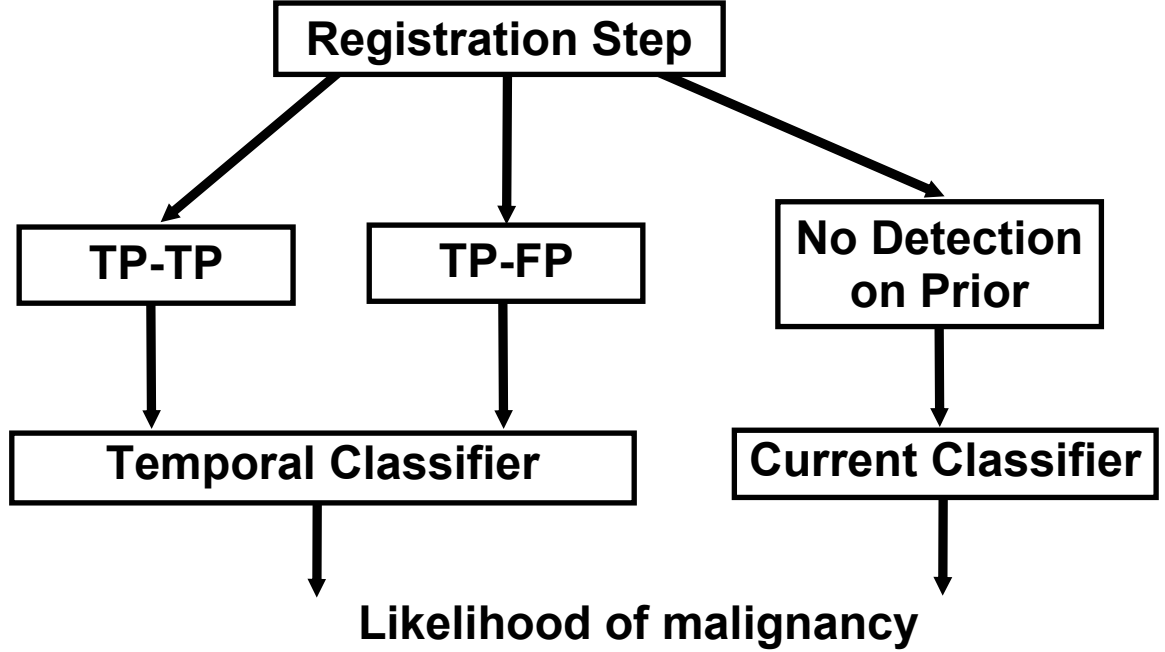 Registration Step
TP-TP
TP-FP
No Detection
on Prior
Temporal Classifier
Current Classifier
Likelihood of malignancy